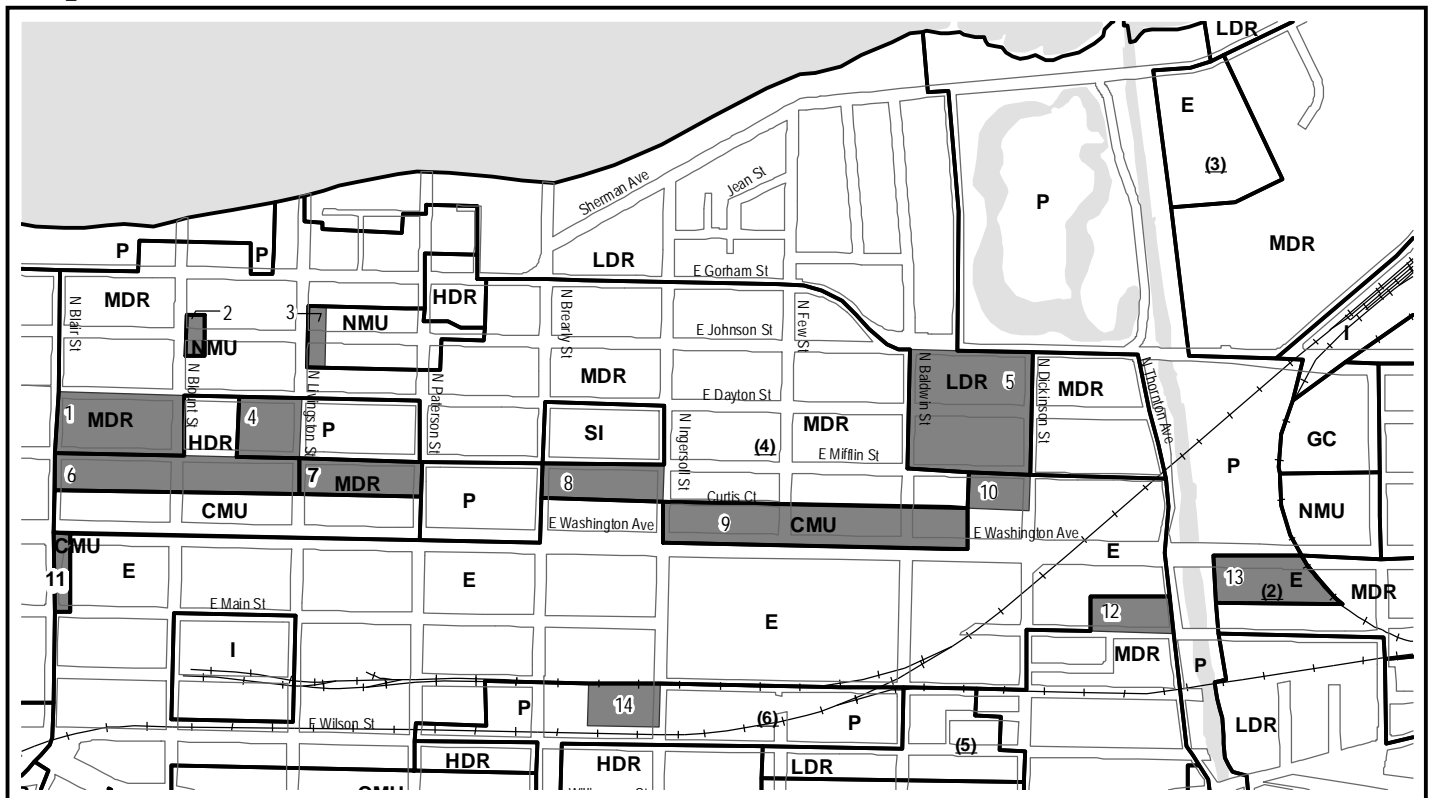 LDR
E
(3)
P
MDR
Sherman Ave
Jean St
P
P
LDR
E Gorham St
MDR
HDR
I
N Blair St
2
3
NMU
N Brearly St
E Johnson St
N Few St
NMU
N Blount St
N Livingston St
N Paterson St
MDR
E Dayton St
N Baldwin St
LDR
5
N Dickinson St
MDR
N Thornton Ave
1
MDR
4
P
HDR
SI
N Ingersoll St
(4)
MDR
E Mifflin St
GC
P
6
7
MDR
P
8
Curtis Ct
10
CMU
E Washington Ave
9
CMU
E Washington Ave
NMU
CMU
11
E
E
E
13
E
(2)
MDR
E Main St
12
I
E
MDR
P
14
P
(6)
P
E Wilson St
(5)
LDR
HDR
HDR
LDR
CMU